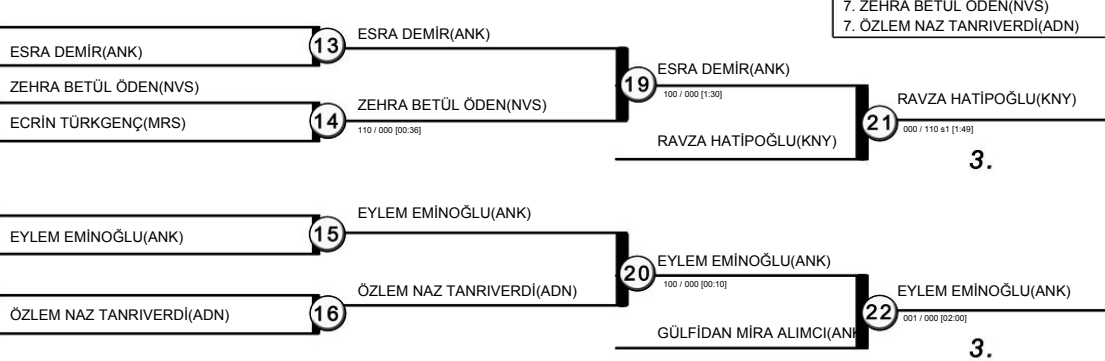 7. ZEHRA BETÜL ÖDEN(NVS)
7. ÖZLEM NAZ TANRIVERDİ(ADN)
ESRA DEMİR(ANK)
13
ESRA DEMİR(ANK)
ZEHRA BETÜL ÖDEN(NVS)
ECRİN TÜRKGENÇ(MRS)
14
ZEHRA BETÜL ÖDEN(NVS)
110 / 000 [00:36]
19
ESRA DEMİR(ANK)
100 / 000 [1:30]
RAVZA HATİPOĞLU(KNY)
21
RAVZA HATİPOĞLU(KNY)
000 / 110 s1 [1:49]
3.
EYLEM EMİNOĞLU(ANK)
15
EYLEM EMİNOĞLU(ANK)
ÖZLEM NAZ TANRIVERDİ(ADN)
16
ÖZLEM NAZ TANRIVERDİ(ADN)
20
EYLEM EMİNOĞLU(ANK)
100 / 000 [00:10]
GÜLFİDAN MİRA ALIMCI(AN
22
EYLEM EMİNOĞLU(ANK)
001 / 000 [02:00]
3.